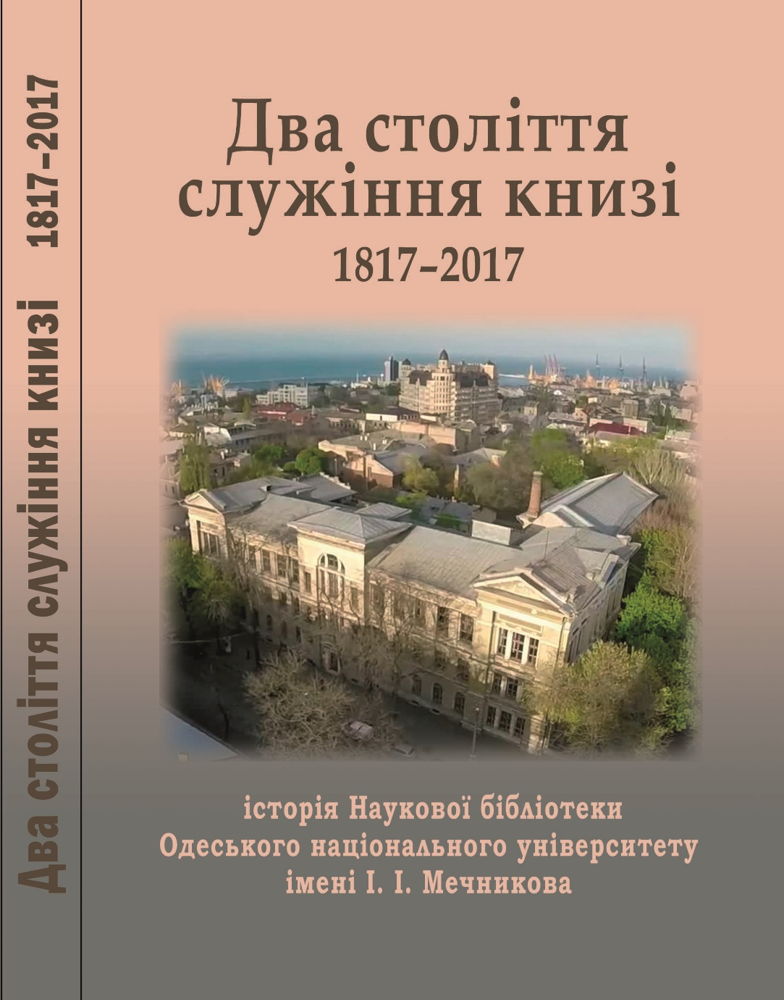 Два століття служіння книзі 1817–2017
Два століття
служіння книзі
1817–2017
історія Наукової бібліотеки
Одеського національного університету
імені І. І. Мечникова